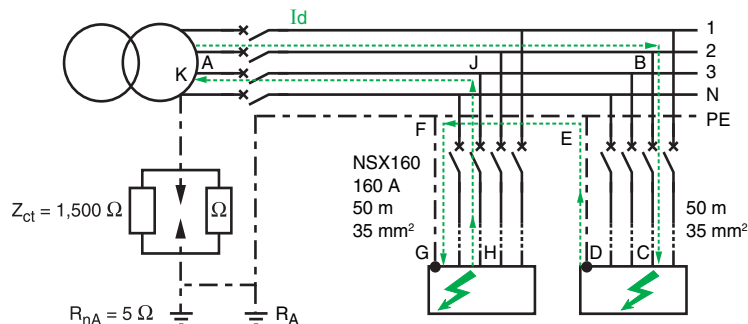 Id
1
A
B
2
K
J
3
N
PE
F
E
NSX160
160 A
50 m
35 mm²
50 m
35 mm²
Zct = 1,500 Ω
Ω
G
H
D
C
RnA = 5 Ω
RA